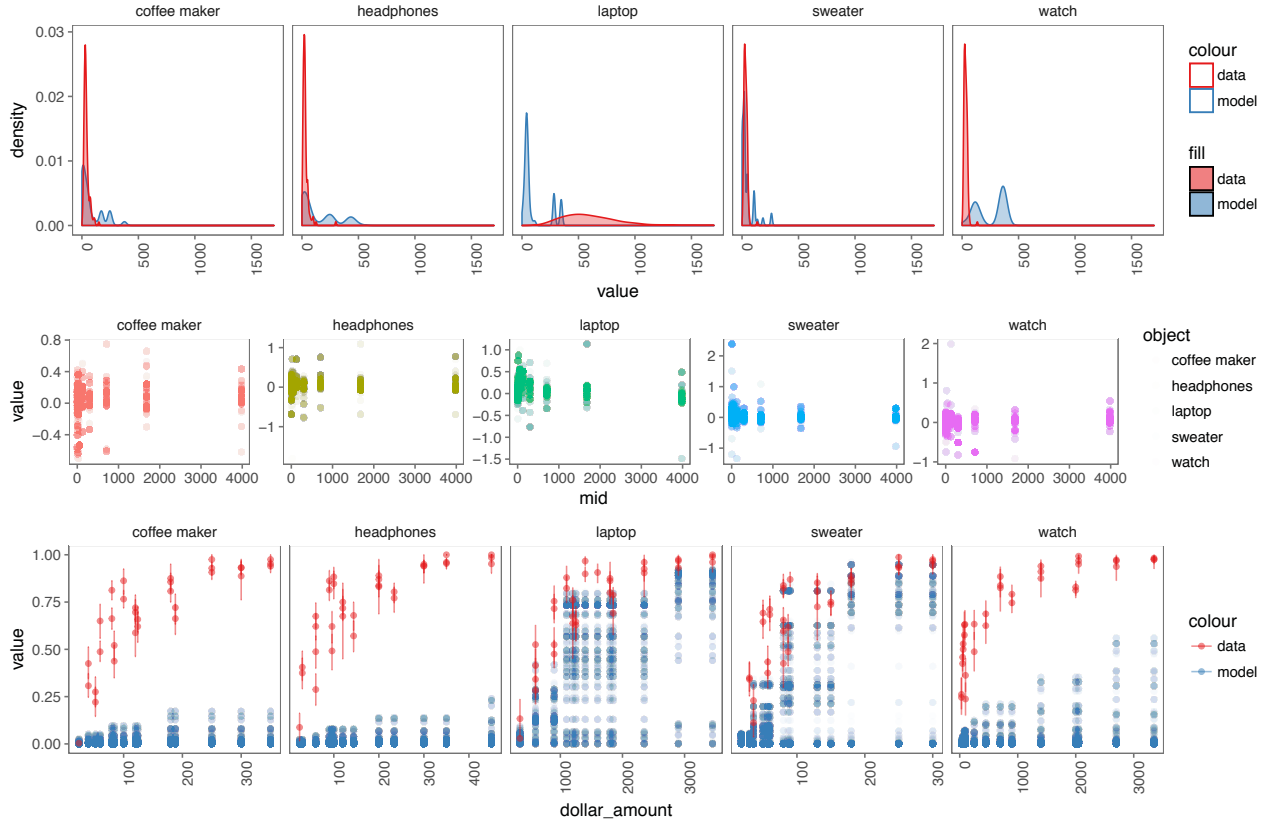 coffee maker headphones laptop sweater watch
0.03
0.02
0.01
0.00
density
0 500 1000 1500 0 500 1000 1500 0 500 1000 1500 0 500 1000 1500 0 500 1000 1500
value
colour
data
model
fill
data
model
coffee maker headphones laptop sweater watch
0.8
0.4
0.0
−0.4
1
0
−1
1.0
0.5
0.0
−0.5
−1.0
−1.5
2
1
0
−1
2
1
0
−1
value
0 1000 2000 3000 4000 0 1000 2000 3000 4000 0 1000 2000 3000 4000 0 1000 2000 3000 4000 0 1000 2000 3000 4000
mid
object
coffee maker
headphones
laptop
sweater
watch
coffee maker headphones laptop sweater watch
1.00
0.75
0.50
0.25
0.00
value
100 200 300 100 200 300 400 1000 2000 3000 100 200 300 0 1000 2000 3000
dollar_amount
colour
data
model